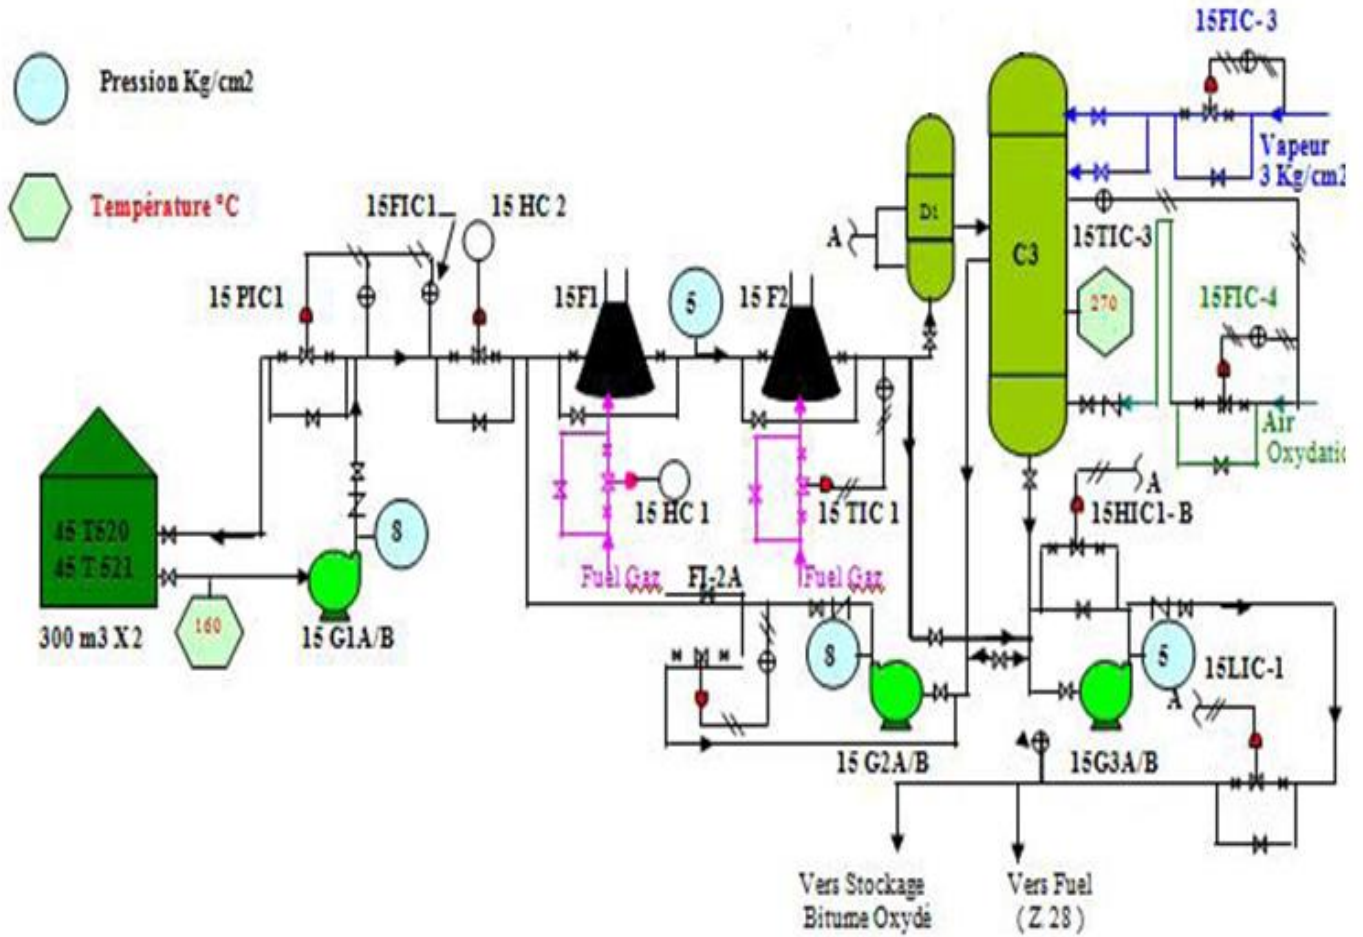 15FIC-3
Pression Kg/cm2
Vapeur
3 Kg/cm2
Température °C
15FIC1
15 HC 2
D1
A
15TIC-3
C3
15 PIC1
15F1
5
15 F2
270
15FIC-4
Air
Oxydatio
45 T520
45 T 521
8
15 HC 1
15 TIC 1
A
15HIC1-B
Fuel Gaz
FI-2A
Fuel Gaz
160
300 m3 X 2
15 G1A/B
8
5
15LIC-1
A
15 G2A/B
15G3A/B
Vers Stockage
Bitume Oxydé
Vers Fuel
( Z 28 )